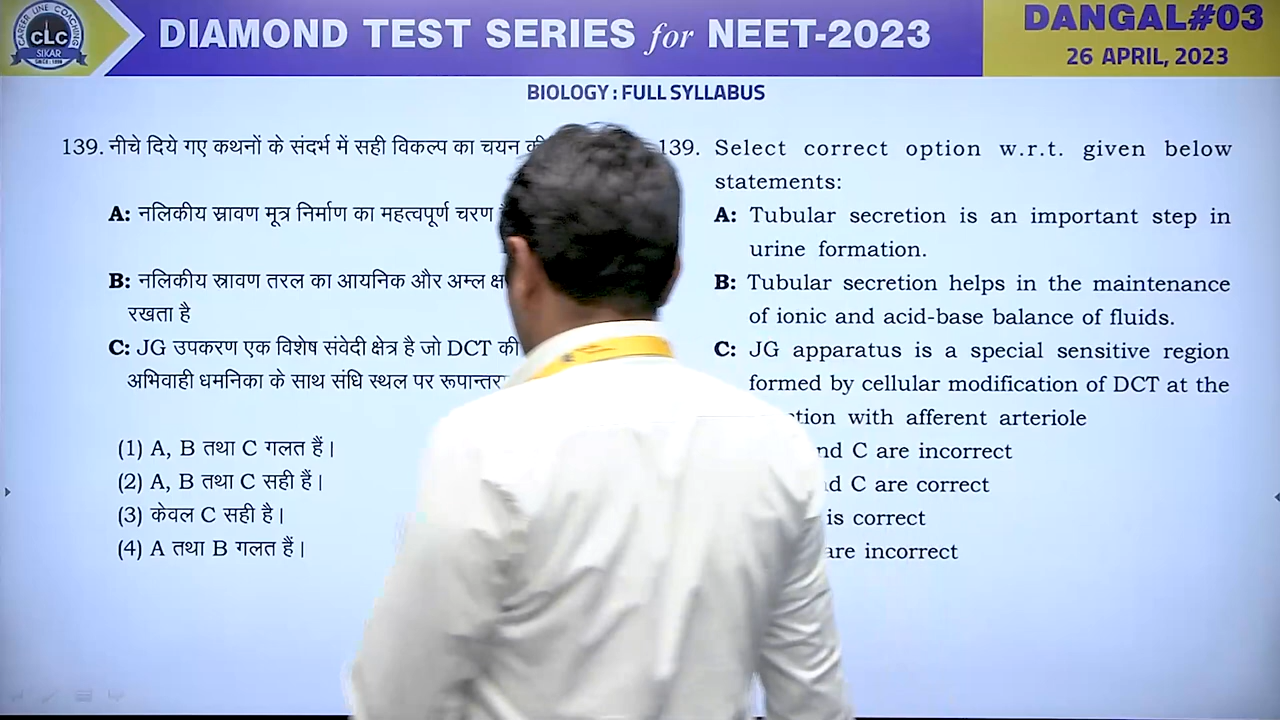 CAREER LINE COACHING
CLC
SIKAR
SINCE : 1996
DIAMOND TEST SERIES for NEET-2023
DANGAL#03
26 APRIL, 2023
BIOLOGY : FULL SYLLABUS
139. नीचे दिये गए कथनों के संदर्भ में सही विकल्प का चयन
A: नलिकीय स्रावण मूत्र निर्माण का महत्वपूर्ण चरण
B: नलिकीय स्रावण तरल का आयनिक और अम्ल
रखता है
C: JG उपकरण एक विशेष संवेदी क्षेत्र है जो DCT की
अभिवाही धमनिका के साथ संधि स्थल पर
(1) A, B तथा C गलत हैं।
(2) A, B तथा C सही हैं।
(3) केवल C सही है।
(4) A तथा B गलत हैं।
139. Select correct option w.r.t. given below
statements:
A: Tubular secretion is an important step in
urine formation.
B: Tubular secretion helps in the maintenance
of ionic and acid-base balance of fluids.
C: JG apparatus is a special sensitive region
formed by cellular modification of DCT at the
with afferent arteriole
C are incorrect
C are correct
is correct
are incorrect